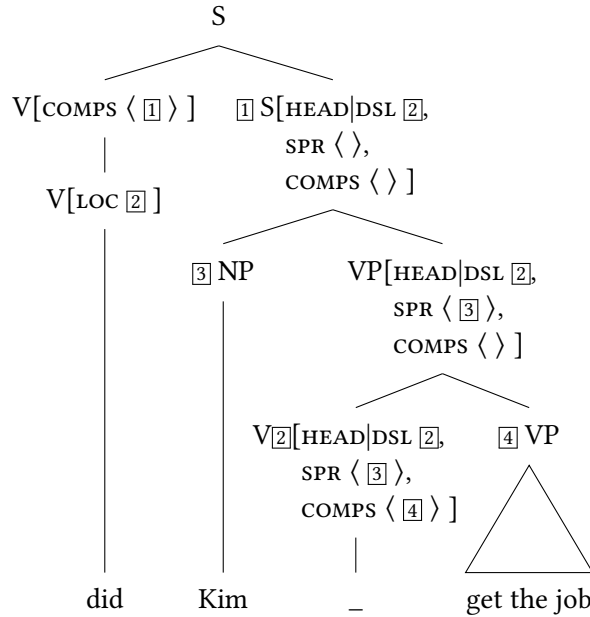 S
V[COMPS ⟨ 1 ⟩ ] 1 S[HEAD|DSL 2,
SPR ⟨ ⟩,
COMPS ⟨ ⟩ ]
V[LOC 2 ]
3 NP VP[HEAD|DSL 2,
SPR ⟨ 3 ⟩,
COMPS ⟨ ⟩ ]
V2[HEAD|DSL 2, 4 VP
SPR ⟨ 3 ⟩,
COMPS ⟨ 4 ⟩ ]
did Kim _ get the job